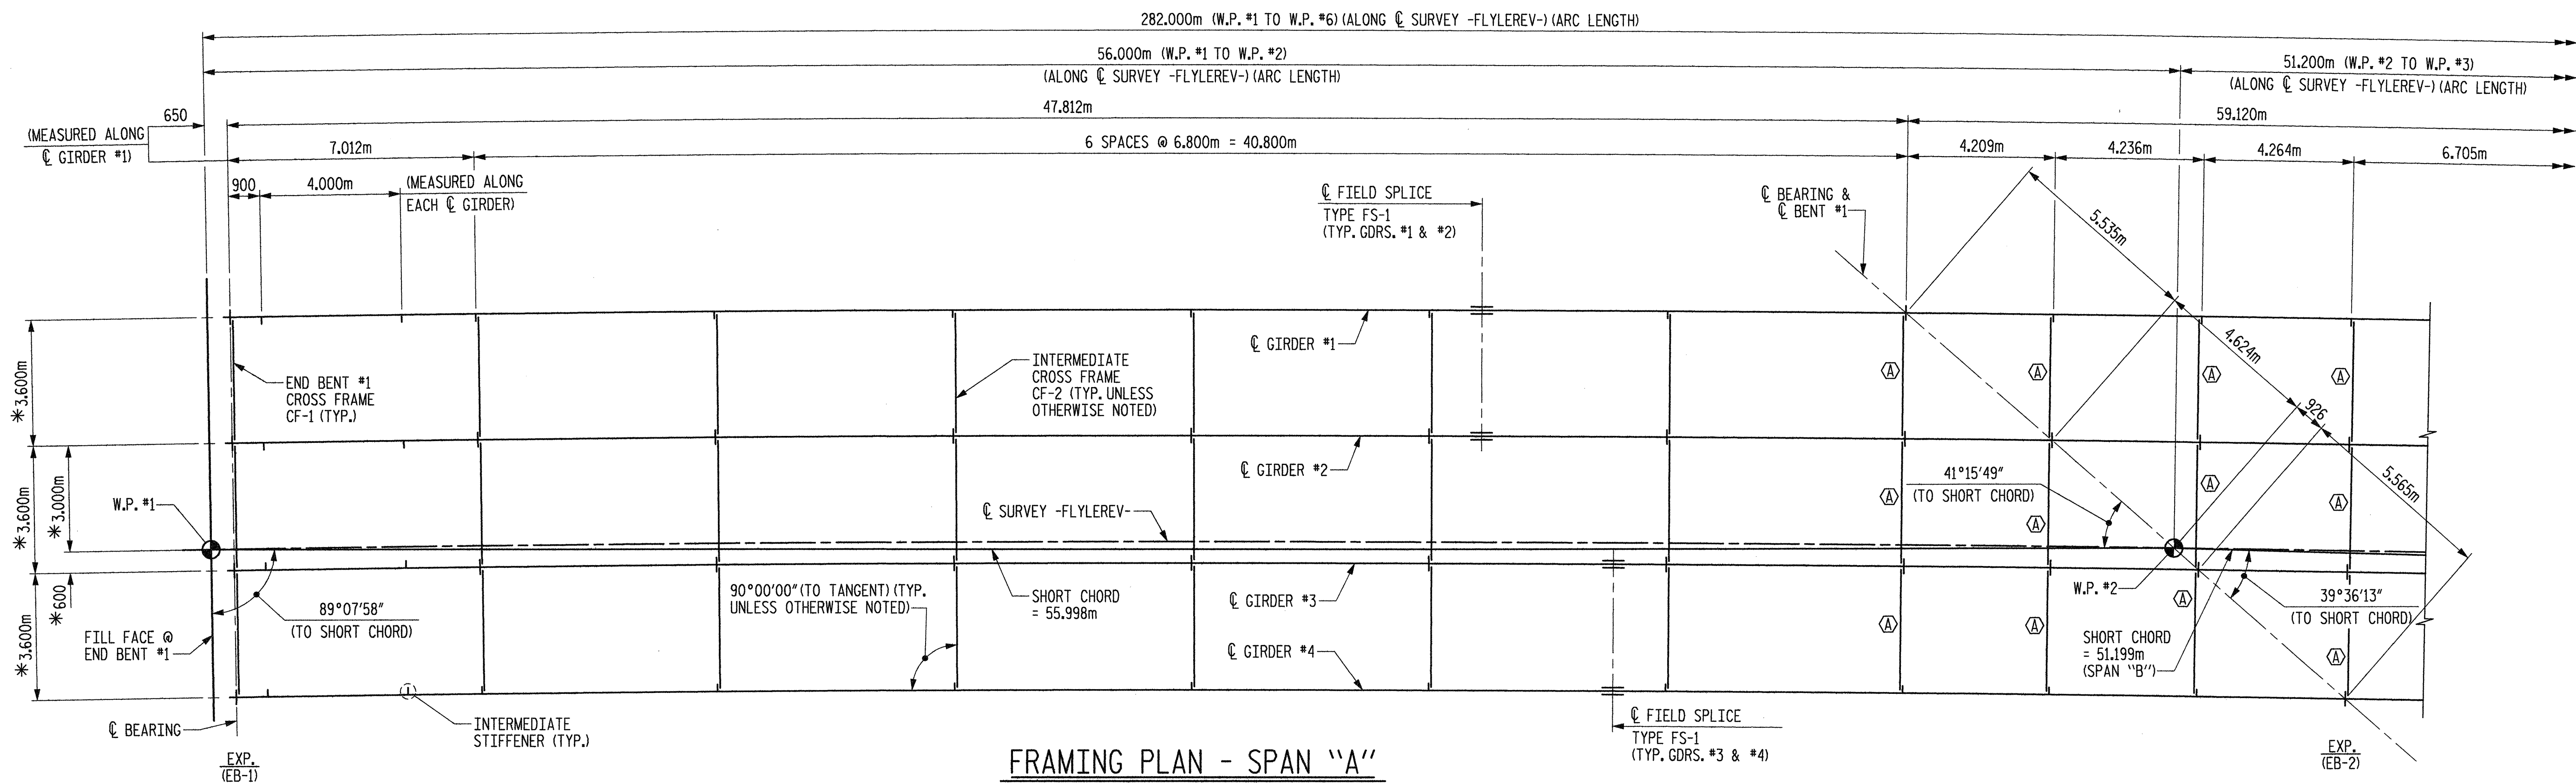 282.000m (W.P. #1 TO W.P. #6) (ALONG ℄ SURVEY -FLYLEREV-) (ARC LENGTH)
56.000m (W.P. #1 TO W.P. #2)
(ALONG ℄ SURVEY -FLYLEREV-) (ARC LENGTH)
51.200m (W.P. #2 TO W.P. #3)
(ALONG ℄ SURVEY -FLYLEREV-) (ARC LENGTH)
650
47.812m
59.120m
(MEASURED ALONG
℄ GIRDER #1)
7.012m
6 SPACES @ 6.800m = 40.800m
4.209m
4.236m
4.264m
6.705m
900
4.000m
(MEASURED ALONG
EACH ℄ GIRDER)
℄ FIELD SPLICE
TYPE FS-1
(TYP. GDRS. #1 & #2)
℄ BEARING &
℄ BENT #1
5.535m
4.624m
926
5.565m
*3.600m
*3.600m
*3.000m
*600
*3.600m
END BENT #1
CROSS FRAME
CF-1 (TYP.)
INTERMEDIATE
CROSS FRAME
CF-2 (TYP. UNLESS
OTHERWISE NOTED)
℄ GIRDER #1
A
A
A
A
℄ GIRDER #2
W.P. #1
℄ SURVEY -FLYLEREV-
41°15'49"
(TO SHORT CHORD)
A
A
A
A
89°07'58"
(TO SHORT CHORD)
90°00'00" (TO TANGENT) (TYP.
UNLESS OTHERWISE NOTED)
SHORT CHORD
= 55.998m
℄ GIRDER #3
W.P. #2
39°36'13"
(TO SHORT CHORD)
A
A
A
A
FILL FACE @
END BENT #1
℄ GIRDER #4
SHORT CHORD
= 51.199m
(SPAN "B")
℄ BEARING
INTERMEDIATE
STIFFENER (TYP.)
℄ FIELD SPLICE
TYPE FS-1
(TYP. GDRS. #3 & #4)
EXP.
(EB-1)
FRAMING PLAN - SPAN "A"
EXP.
(EB-2)